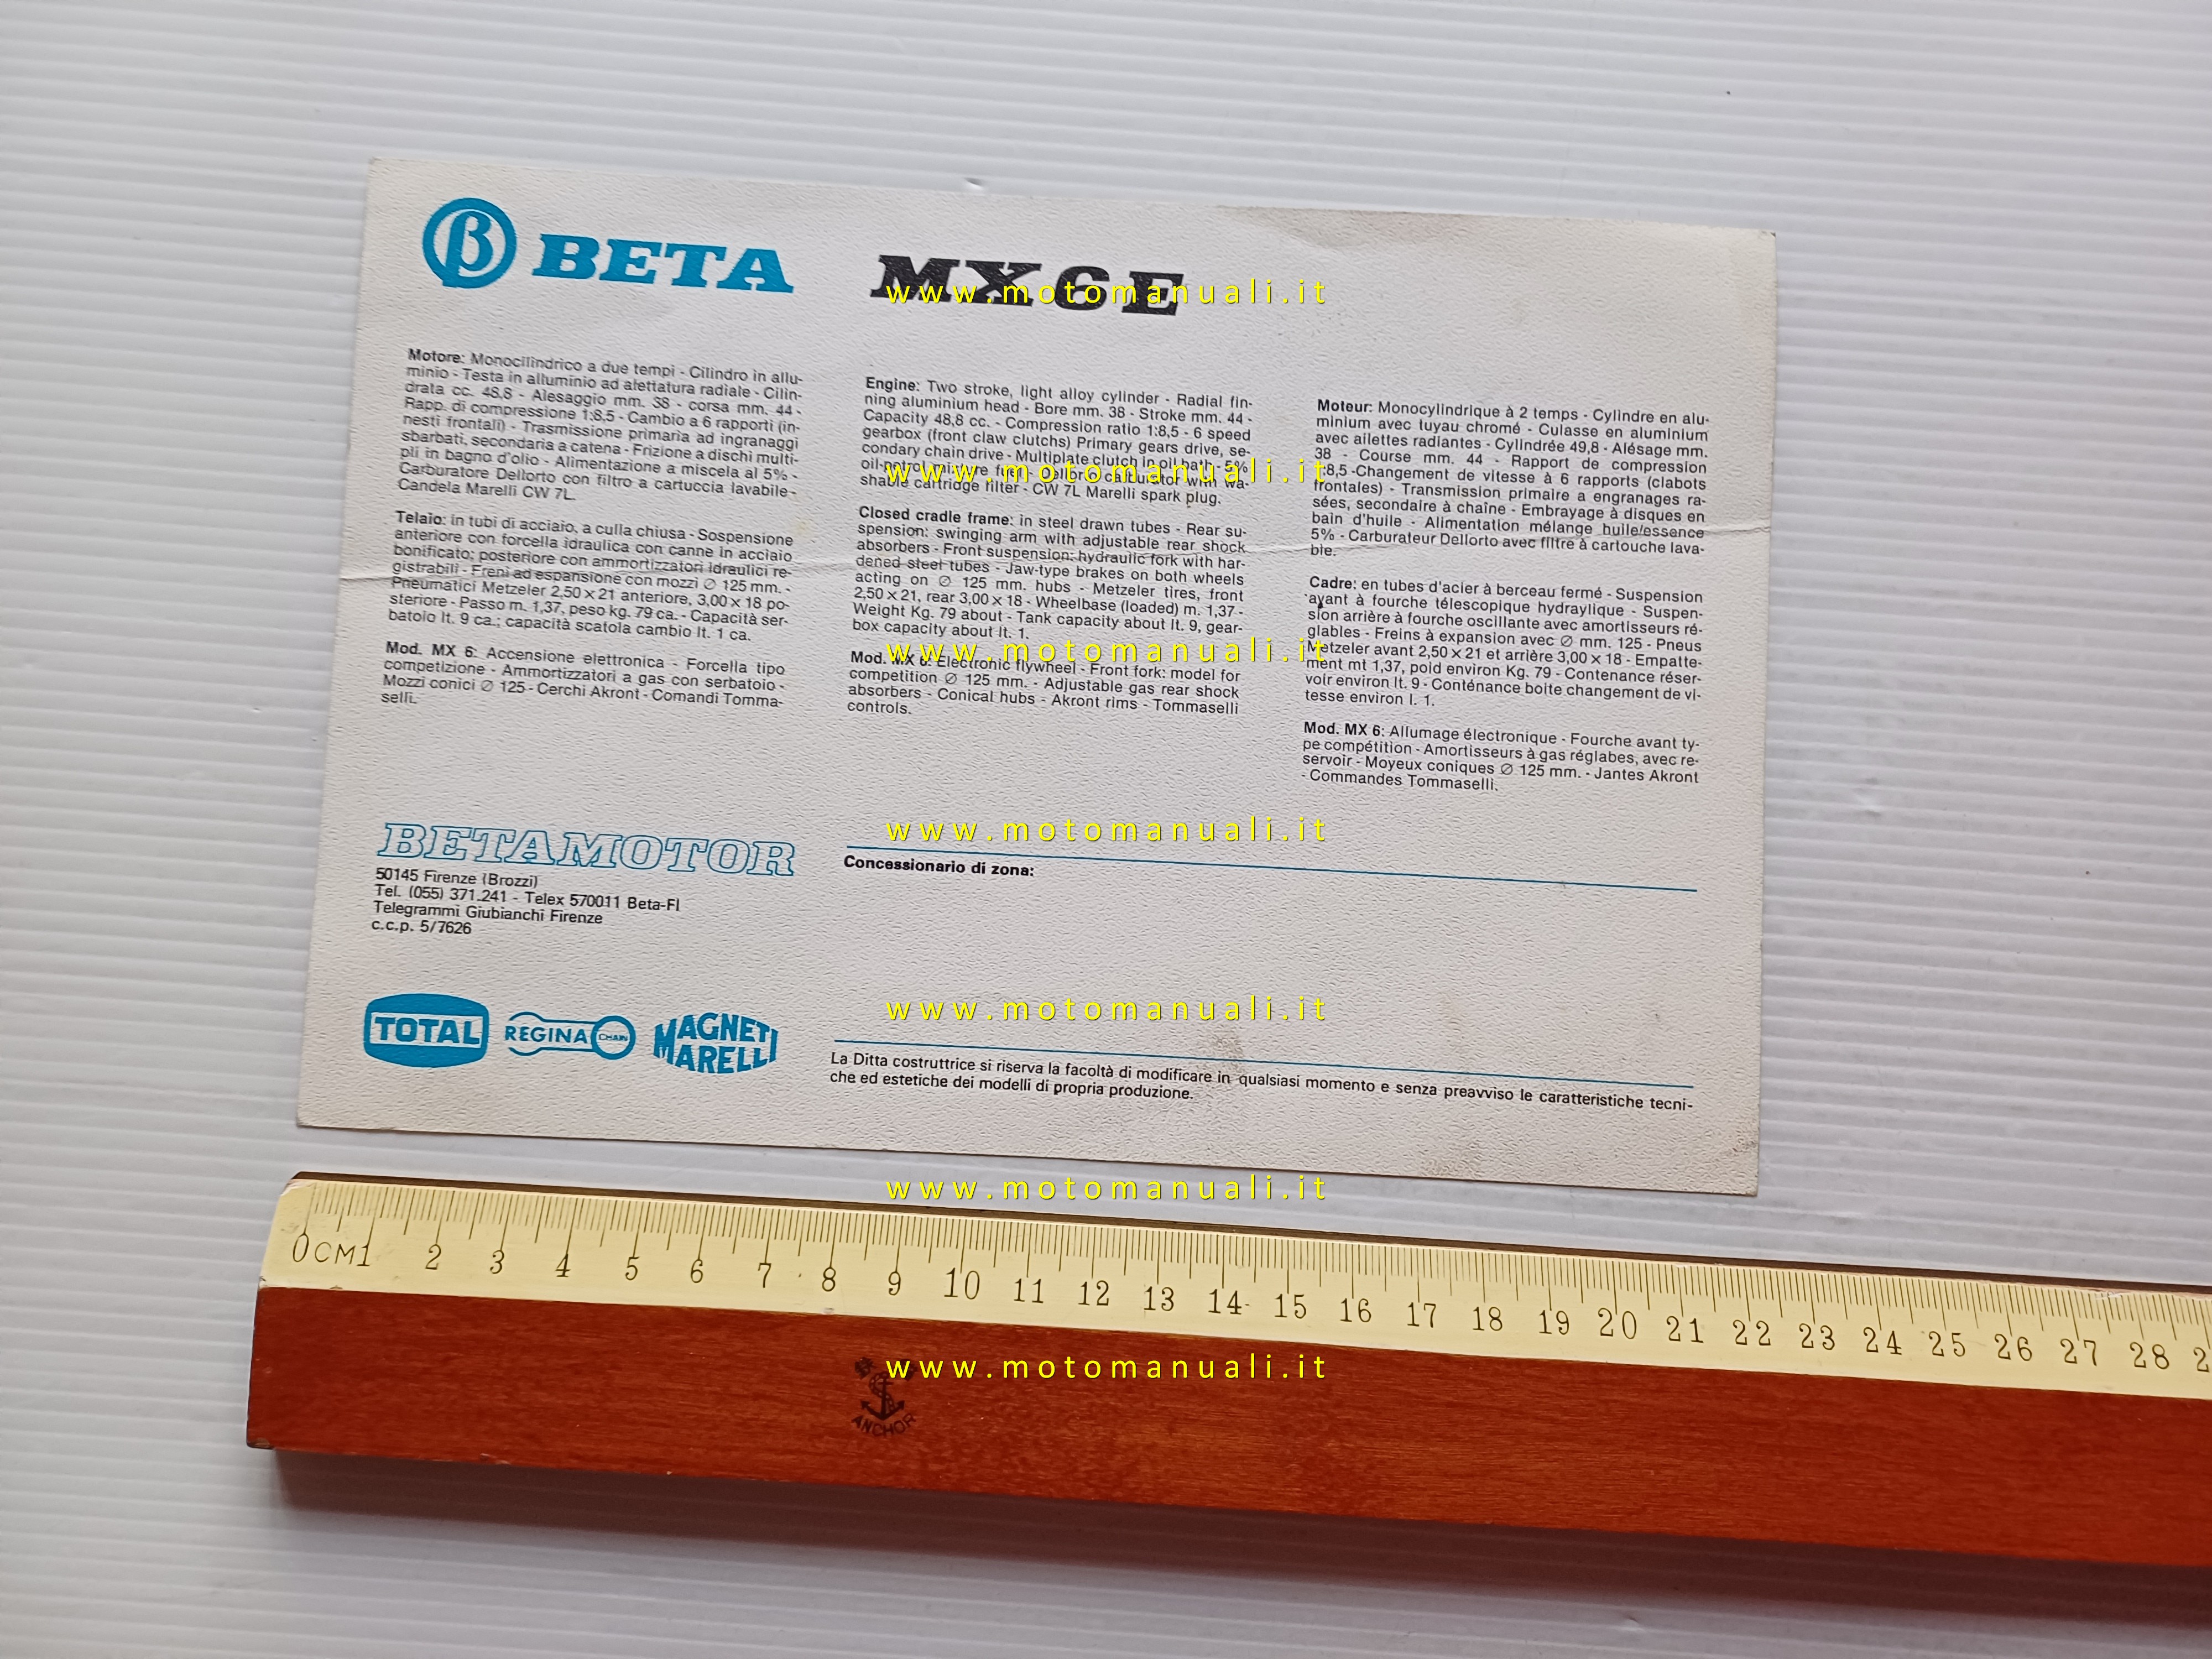 β BETA MX6E
Motore: Monocilindrico a due tempi - Cilindro in allu-
minio - Testa in alluminio ad alettatura radiale - Cilin-
drata cc. 48,8 - Alesaggio mm. 38 - corsa mm. 44 -
Rapp. di compressione 1:8,5 - Cambio a 6 rapporti (in-
nesti frontali) - Trasmissione primaria ad ingranaggi
sbarbati, secondaria a catena - Frizione a dischi multi-
pli in bagno d'olio - Alimentazione a miscela al 5% -
Carburatore Dellorto con filtro a cartuccia lavabile -
Candela Marelli CW 7L.
Telaio: in tubi di acciaio, a culla chiusa - Sospensione
anteriore con forcella idraulica con canne in acciaio
bonificato; posteriore con ammortizzatori idraulici re-
gistrabili - Freni ad espansione con mozzi ∅ 125 mm. -
Pneumatici Metzeler 2,50 × 21 anteriore, 3,00 × 18 po-
steriore - Passo m. 1,37, peso kg. 79 ca. - Capacità ser-
batoio lt. 9 ca.; capacità scatola cambio lt. 1 ca.
Mod. MX 6: Accensione elettronica - Forcella tipo
competizione - Ammortizzatori a gas con serbatoio -
Mozzi conici ∅ 125 - Cerchi Akront - Comandi Tomma-
selli.
Engine: Two stroke, light alloy cylinder - Radial fin-
ning aluminium head - Bore mm. 38 - Stroke mm. 44 -
Capacity 48,8 cc. - Compression ratio 1:8,5 - 6 speed
gearbox (front claw clutchs) Primary gears drive, se-
condary chain drive - Multiplate clutch in oil bath - 5%
oil-petrol mixture fuel - Dellorto carburator with wa-
shable cartridge filter - CW 7L Marelli spark plug.
Closed cradle frame: in steel drawn tubes - Rear su-
spension: swinging arm with adjustable rear shock
absorbers - Front suspension: hydraulic fork with har-
dened steel tubes - Jaw-type brakes on both wheels
acting on ∅ 125 mm. hubs - Metzeler tires, front
2,50 × 21, rear 3,00 × 18 - Wheelbase (loaded) m. 1,37 -
Weight Kg. 79 about - Tank capacity about lt. 9, gear-
box capacity about lt. 1.
Mod. MX 6: Electronic flywheel - Front fork: model for
competition ∅ 125 mm. - Adjustable gas rear shock
absorbers - Conical hubs - Akront rims - Tommaselli
controls.
Moteur: Monocylindrique à 2 temps - Cylindre en alu-
minium avec tuyau chromé - Culasse en aluminium
avec ailettes radiantes - Cylindrée 49,8 - Alésage mm.
38 - Course mm. 44 - Rapport de compression
1:8,5 -Changement de vitesse à 6 rapports (clabots
frontales) - Transmission primaire a engranages ra-
sées, secondaire à chaîne - Embrayage à disques en
bain d'huile - Alimentation mélange huile/essence
5% - Carburateur Dellorto avec filtre à cartouche lava-
ble.
Cadre: en tubes d'acier à berceau fermé - Suspension
avant à fourche télescopique hydraylique - Suspen-
sion arrière à fourche oscillante avec amortisseurs ré-
glables - Freins à expansion avec ∅ mm. 125 - Pneus
Metzeler avant 2,50 × 21 et arrière 3,00 × 18 - Empatte-
ment mt 1,37, poid environ Kg. 79 - Contenance réser-
voir environ lt. 9 - Conténance boite changement de vi-
tesse environ l. 1.
Mod. MX 6: Allumage électronique - Fourche avant ty-
pe compétition - Amortisseurs à gas réglabes, avec re-
servoir - Moyeux coniques ∅ 125 mm. - Jantes Akront
- Commandes Tommaselli.
BETAMOTOR
50145 Firenze (Brozzi)
Tel. (055) 371.241 - Telex 570011 Beta-FI
Telegrammi Giubianchi Firenze
c.c.p. 5/7626
Concessionario di zona:
TOTAL REGINA CHAIN MAGNETI MARELLI
La Ditta costruttrice si riserva la facoltà di modificare in qualsiasi momento e senza preavviso le caratteristiche tecni-
che ed estetiche dei modelli di propria produzione.
www.motomanuali.it
www.motomanuali.it
www.motomanuali.it
www.motomanuali.it
www.motomanuali.it
www.motomanuali.it
www.motomanuali.it
0CM1 2 3 4 5 6 7 8 9 10 11 12 13 14 15 16 17 18 19 20 21 22 23 24 25 26 27 28 2
ANCHOR